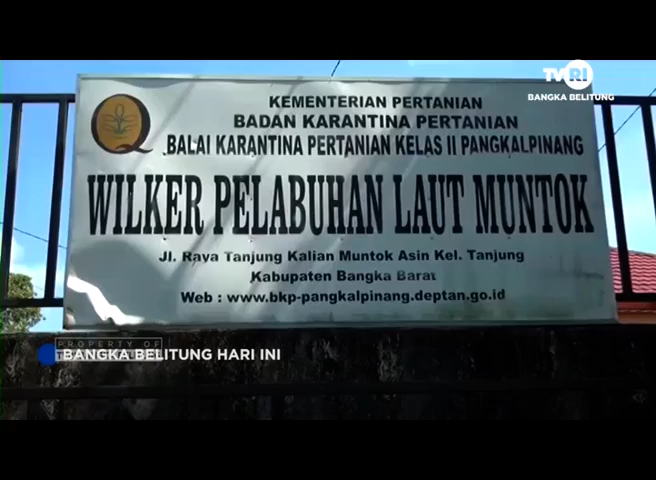 TVRI
BANGKA BELITUNG
KEMENTERIAN PERTANIAN
BADAN KARANTINA PERTANIAN
BALAI KARANTINA PERTANIAN KELAS II PANGKALPINANG
WILKER PELABUHAN LAUT MUNTOK
Jl. Raya Tanjung Kalian Muntok Asin Kel. Tanjung
Kabupaten Bangka Barat
Web : www.bkp-pangkalpinang.deptan.go.id
PROPERTY OF
BANGKA BELITUNG HARI INI